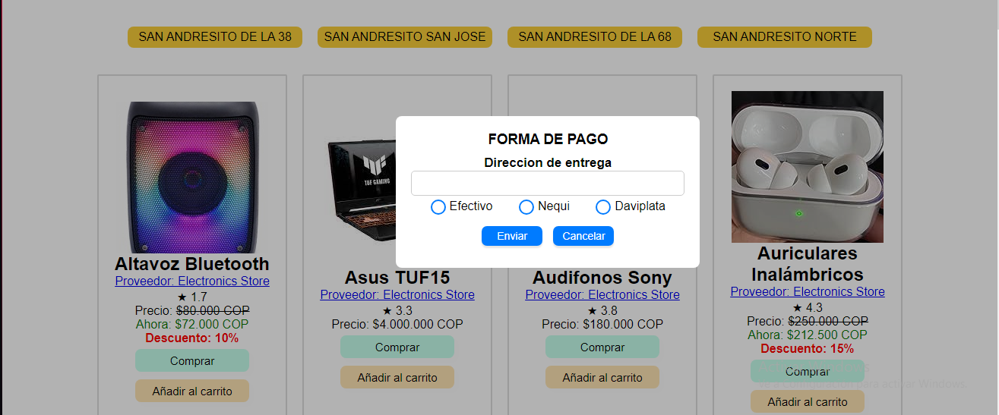 SAN ANDRESITO DE LA 38
SAN ANDRESITO SAN JOSE
SAN ANDRESITO DE LA 68
SAN ANDRESITO NORTE
FORMA DE PAGO
Direccion de entrega
Efectivo
Nequi
Daviplata
Enviar
Cancelar
TUF GAMING
Altavoz Bluetooth
Proveedor: Electronics Store
★ 1.7
Precio: $80.000 COP
Ahora: $72.000 COP
Descuento: 10%
Comprar
Añadir al carrito
Asus TUF15
Proveedor: Electronics Store
★ 3.3
Precio: $4.000.000 COP
Comprar
Añadir al carrito
Audifonos Sony
Proveedor: Electronics Store
★ 3.8
Precio: $180.000 COP
Comprar
Añadir al carrito
Auriculares
Inalámbricos
Proveedor: Electronics Store
★ 4.3
Precio: $250.000 COP
Ahora: $212.500 COP
Descuento: 15%
Comprar
Añadir al carrito
Ve a Configuración para activar Windows.